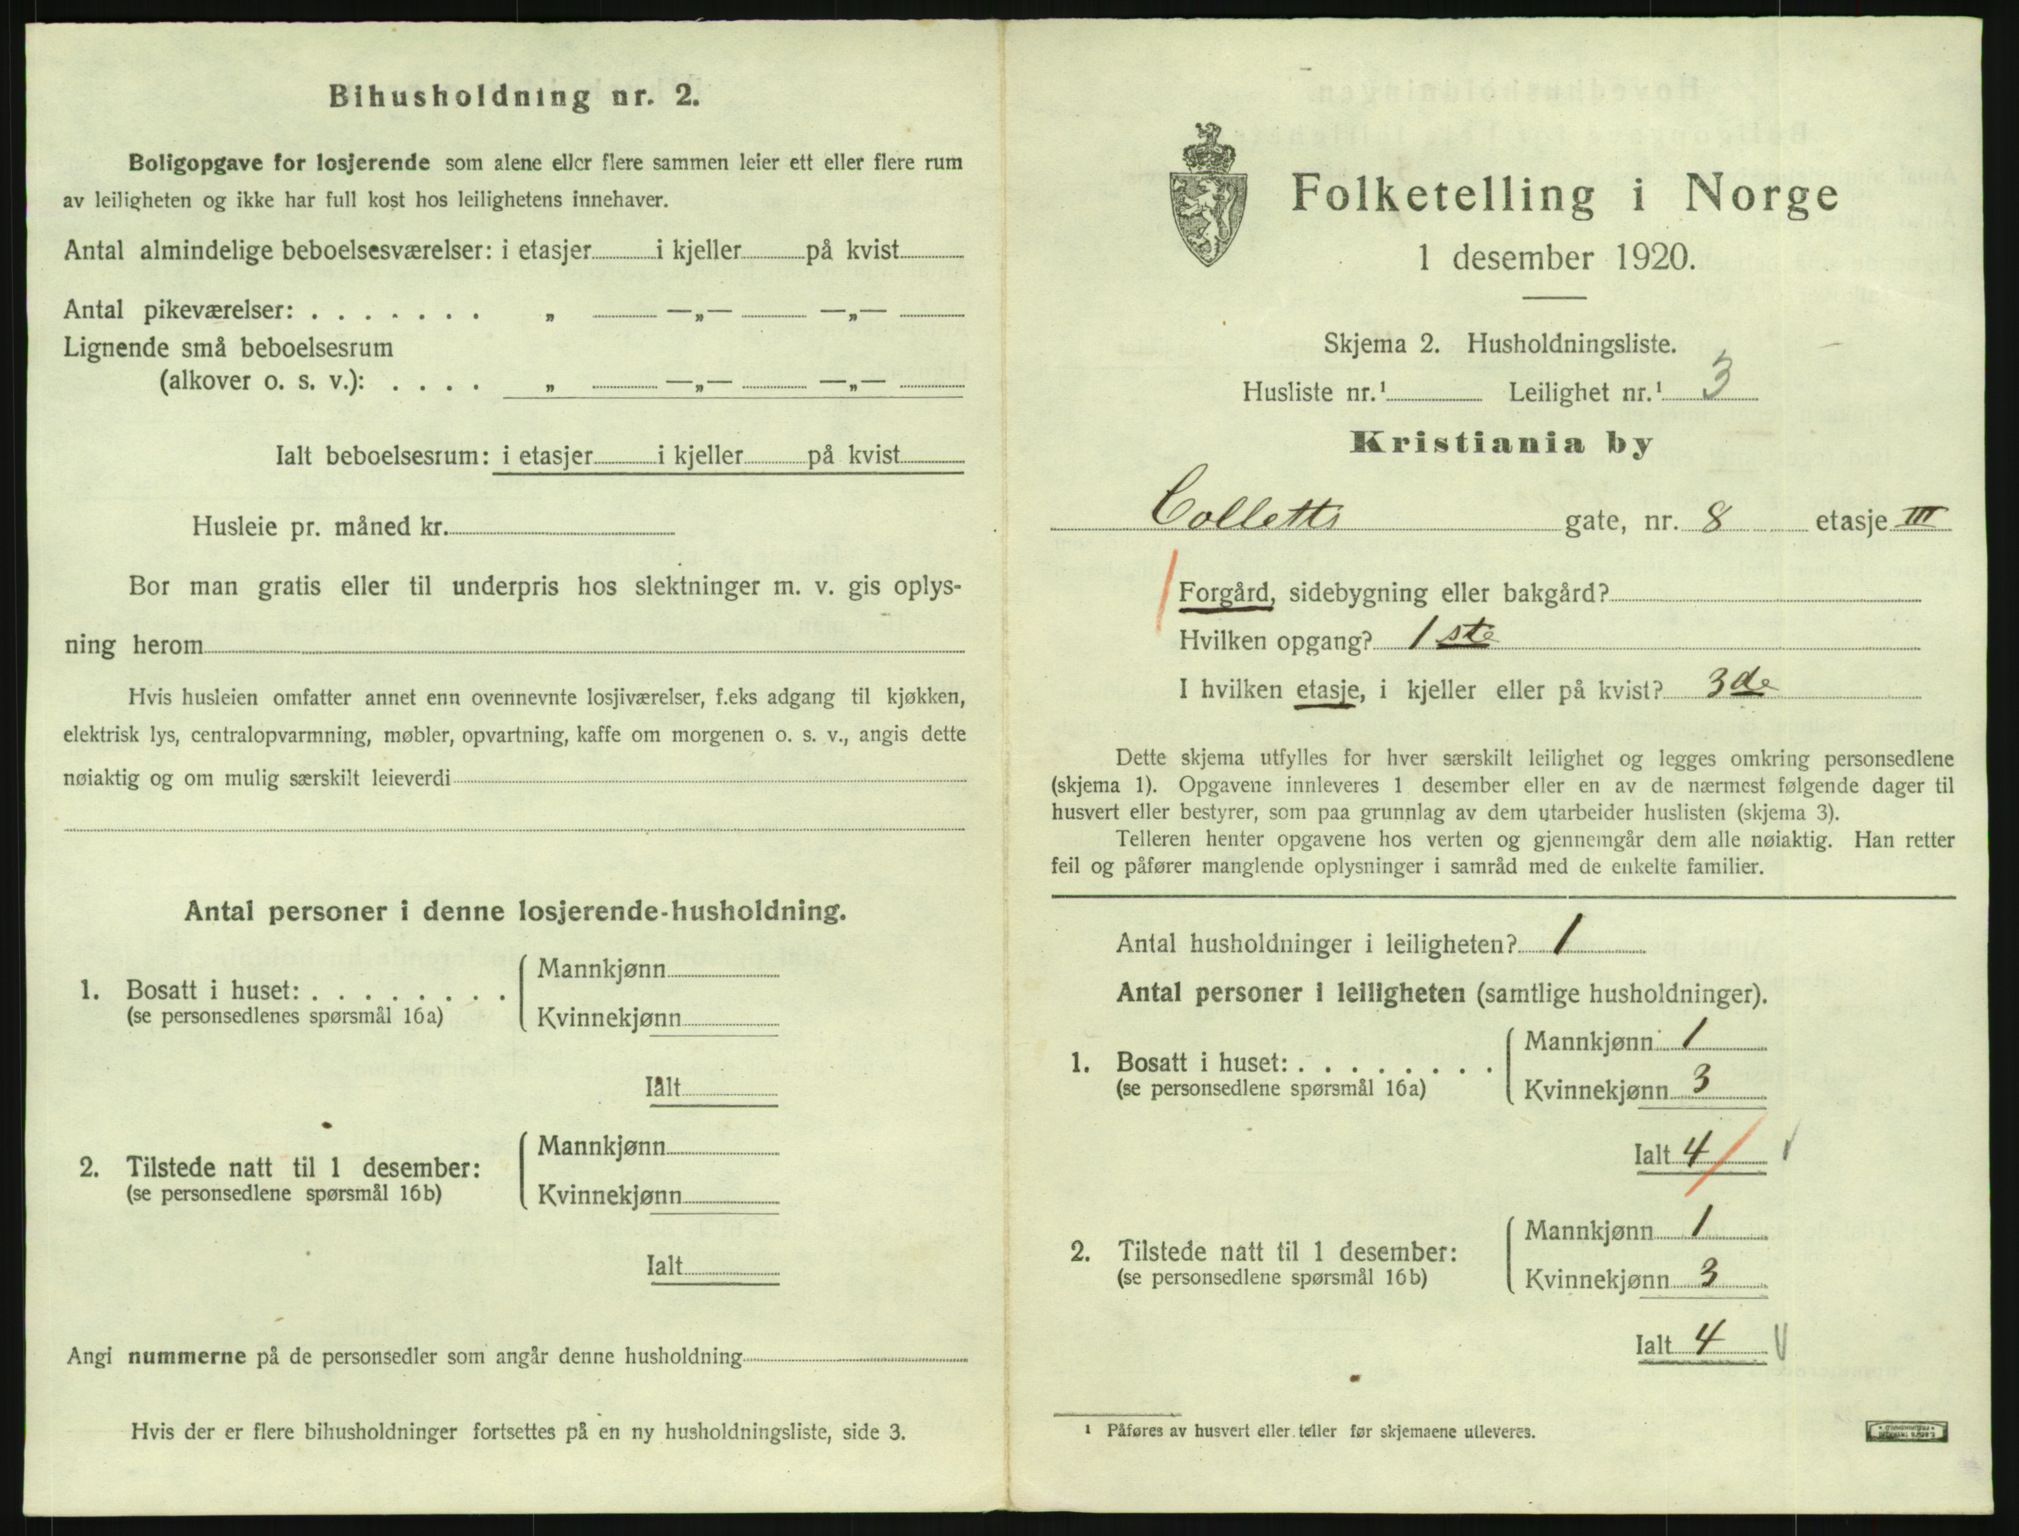 Bihusholdning nr. 2.
Boligopgave for losjerende som alene eller flere sammen leier ett eller flere rum
av leiligheten og ikke har full kost hos leilighetens innehaver.
Antal almindelige beboelsesværelser: i etasjer i kjeller på kvist
Antal pikeværelser: . . . . . . . „ —„— —„—
Lignende små beboelsesrum
(alkover o. s. v.): . . . . „ —„— —„—
Ialt beboelsesrum: i etasjer i kjeller på kvist
Husleie pr. måned kr.
Bor man gratis eller til underpris hos slektninger m. v. gis oplys-
ning herom
Hvis husleien omfatter annet enn ovennevnte losjiværelser, f.eks adgang til kjøkken,
elektrisk lys, centralopvarmning, møbler, opvartning, kaffe om morgenen o. s. v., angis dette
nøiaktig og om mulig særskilt leieverdi
Antal personer i denne losjerende-husholdning.
1. Bosatt i huset: . . . . . . . .
(se personsedlenes spørsmål 16a)
Mannkjønn
Kvinnekjønn
Ialt
2. Tilstede natt til 1 desember:
(se personsedlene spørsmål 16b)
Mannkjønn
Kvinnekjønn
Ialt
Angi nummerne på de personsedler som angår denne husholdning
Hvis der er flere bihusholdninger fortsettes på en ny husholdningsliste, side 3.
Folketelling i Norge
1 desember 1920.
Skjema 2. Husholdningsliste.
Husliste nr.¹ Leilighet nr.¹ 3
Kristiania by
Colletts gate, nr. 8 etasje III
Forgård, sidebygning eller bakgård?
Hvilken opgang? 1ste
I hvilken etasje, i kjeller eller på kvist? 3de
Dette skjema utfylles for hver særskilt leilighet og legges omkring personsedlene
(skjema 1). Opgavene innleveres 1 desember eller en av de nærmest følgende dager til
husvert eller bestyrer, som paa grunnlag av dem utarbeider huslisten (skjema 3).
Telleren henter opgavene hos verten og gjennemgår dem alle nøiaktig. Han retter
feil og påfører manglende oplysninger i samråd med de enkelte familier.
Antal husholdninger i leiligheten? 1
Antal personer i leiligheten (samtlige husholdninger).
1. Bosatt i huset: . . . . . . . .
(se personsedlene spørsmål 16a)
Mannkjønn 1
Kvinnekjønn 3
Ialt 4
2. Tilstede natt til 1 desember:
(se personsedlene spørsmål 16b)
Mannkjønn 1
Kvinnekjønn 3
Ialt 4
¹ Påføres av husvert eller teller før skjemaene utleveres.